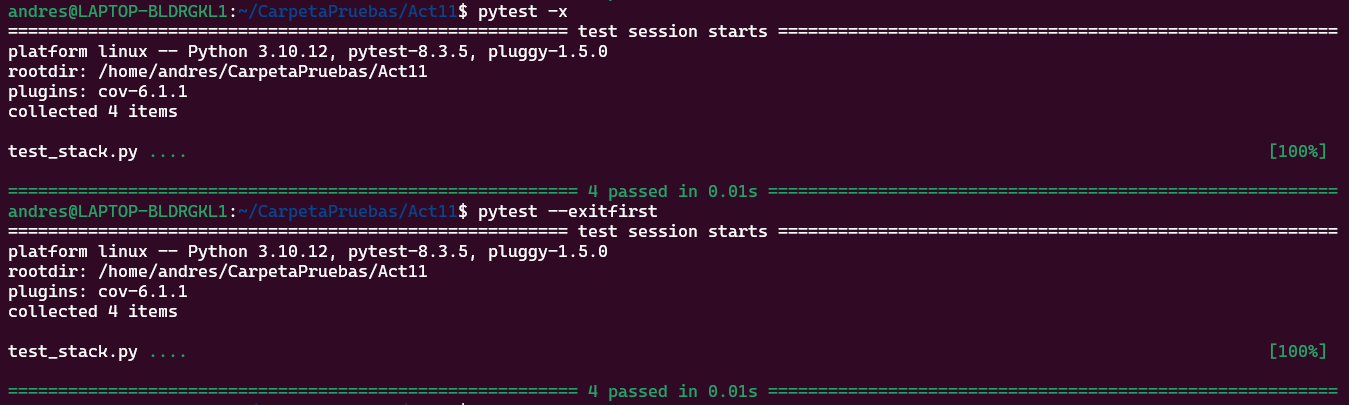 andres@LAPTOP-BLDRGKL1:~/CarpetaPruebas/Act11$ pytest -x
======================================================== test session starts ========================================================
platform linux -- Python 3.10.12, pytest-8.3.5, pluggy-1.5.0
rootdir: /home/andres/CarpetaPruebas/Act11
plugins: cov-6.1.1
collected 4 items
test_stack.py .... [100%]
========================================================= 4 passed in 0.01s =========================================================
andres@LAPTOP-BLDRGKL1:~/CarpetaPruebas/Act11$ pytest --exitfirst
======================================================== test session starts ========================================================
platform linux -- Python 3.10.12, pytest-8.3.5, pluggy-1.5.0
rootdir: /home/andres/CarpetaPruebas/Act11
plugins: cov-6.1.1
collected 4 items
test_stack.py .... [100%]
========================================================= 4 passed in 0.01s =========================================================